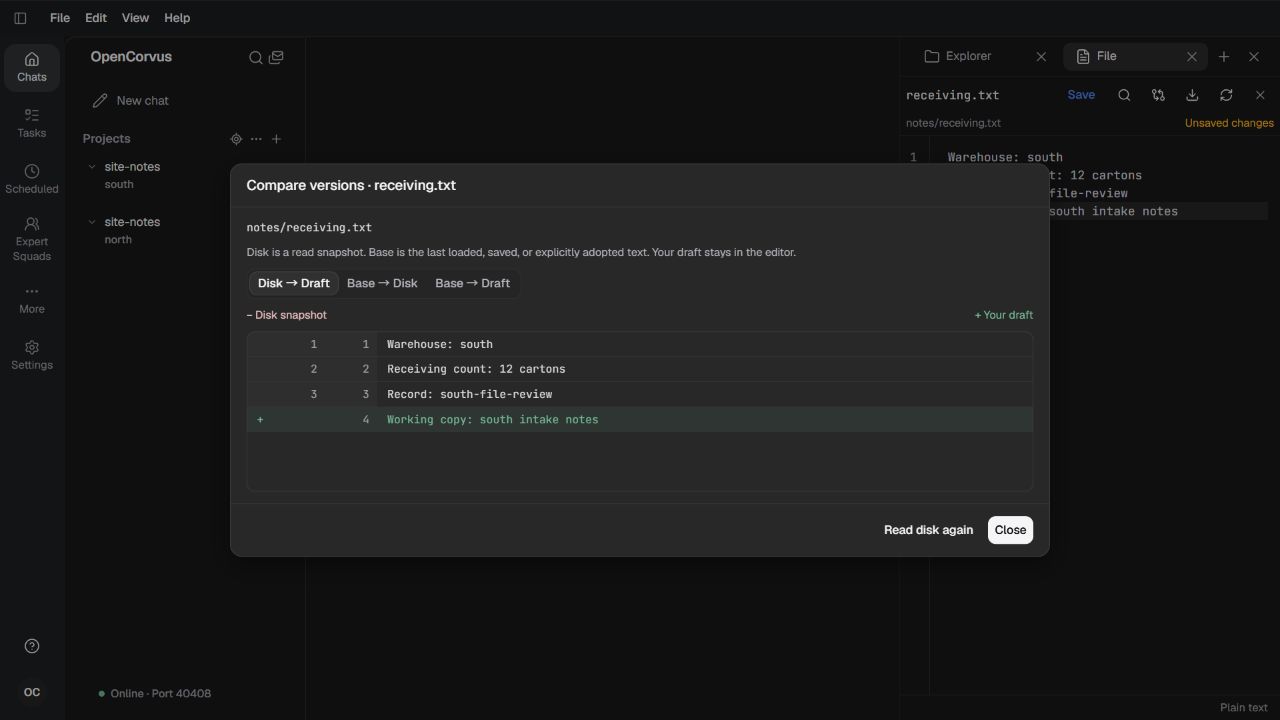 File Edit View Help
Chats
Tasks
Scheduled
Expert
Squads
More
Settings
OC
OpenCorvus
New chat
Projects
site-notes
south
site-notes
north
Online · Port 40408
Explorer
File
receiving.txt
Save
notes/receiving.txt
Unsaved changes
1 Warehouse: south
t: 12 cartons
file-review
south intake notes
Plain text
Compare versions · receiving.txt
notes/receiving.txt
Disk is a read snapshot. Base is the last loaded, saved, or explicitly adopted text. Your draft stays in the editor.
Disk → Draft Base → Disk Base → Draft
− Disk snapshot + Your draft
1 1 Warehouse: south
2 2 Receiving count: 12 cartons
3 3 Record: south-file-review
+ 4 Working copy: south intake notes
Read disk again Close